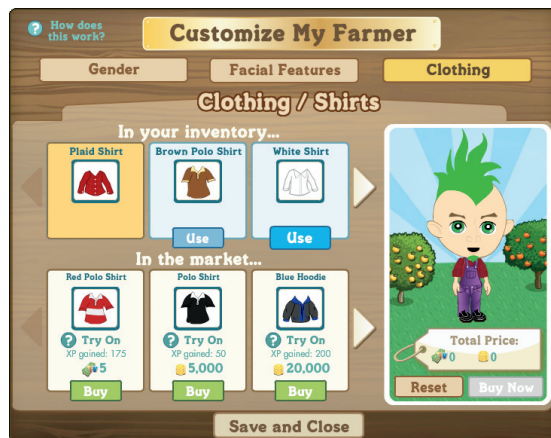 How does
this work?
Customize My Farmer
Gender
Facial Features
Clothing
Clothing / Shirts
In your inventory...
Plaid Shirt
Brown Polo Shirt
White Shirt
Use
Use
In the market...
Red Polo Shirt
Polo Shirt
Blue Hoodie
? Try On
? Try On
? Try On
XP gained: 175
XP gained: 50
XP gained: 200
5
5,000
20,000
Buy
Buy
Buy
Total Price:
0
0
Reset
Buy Now
Save and Close